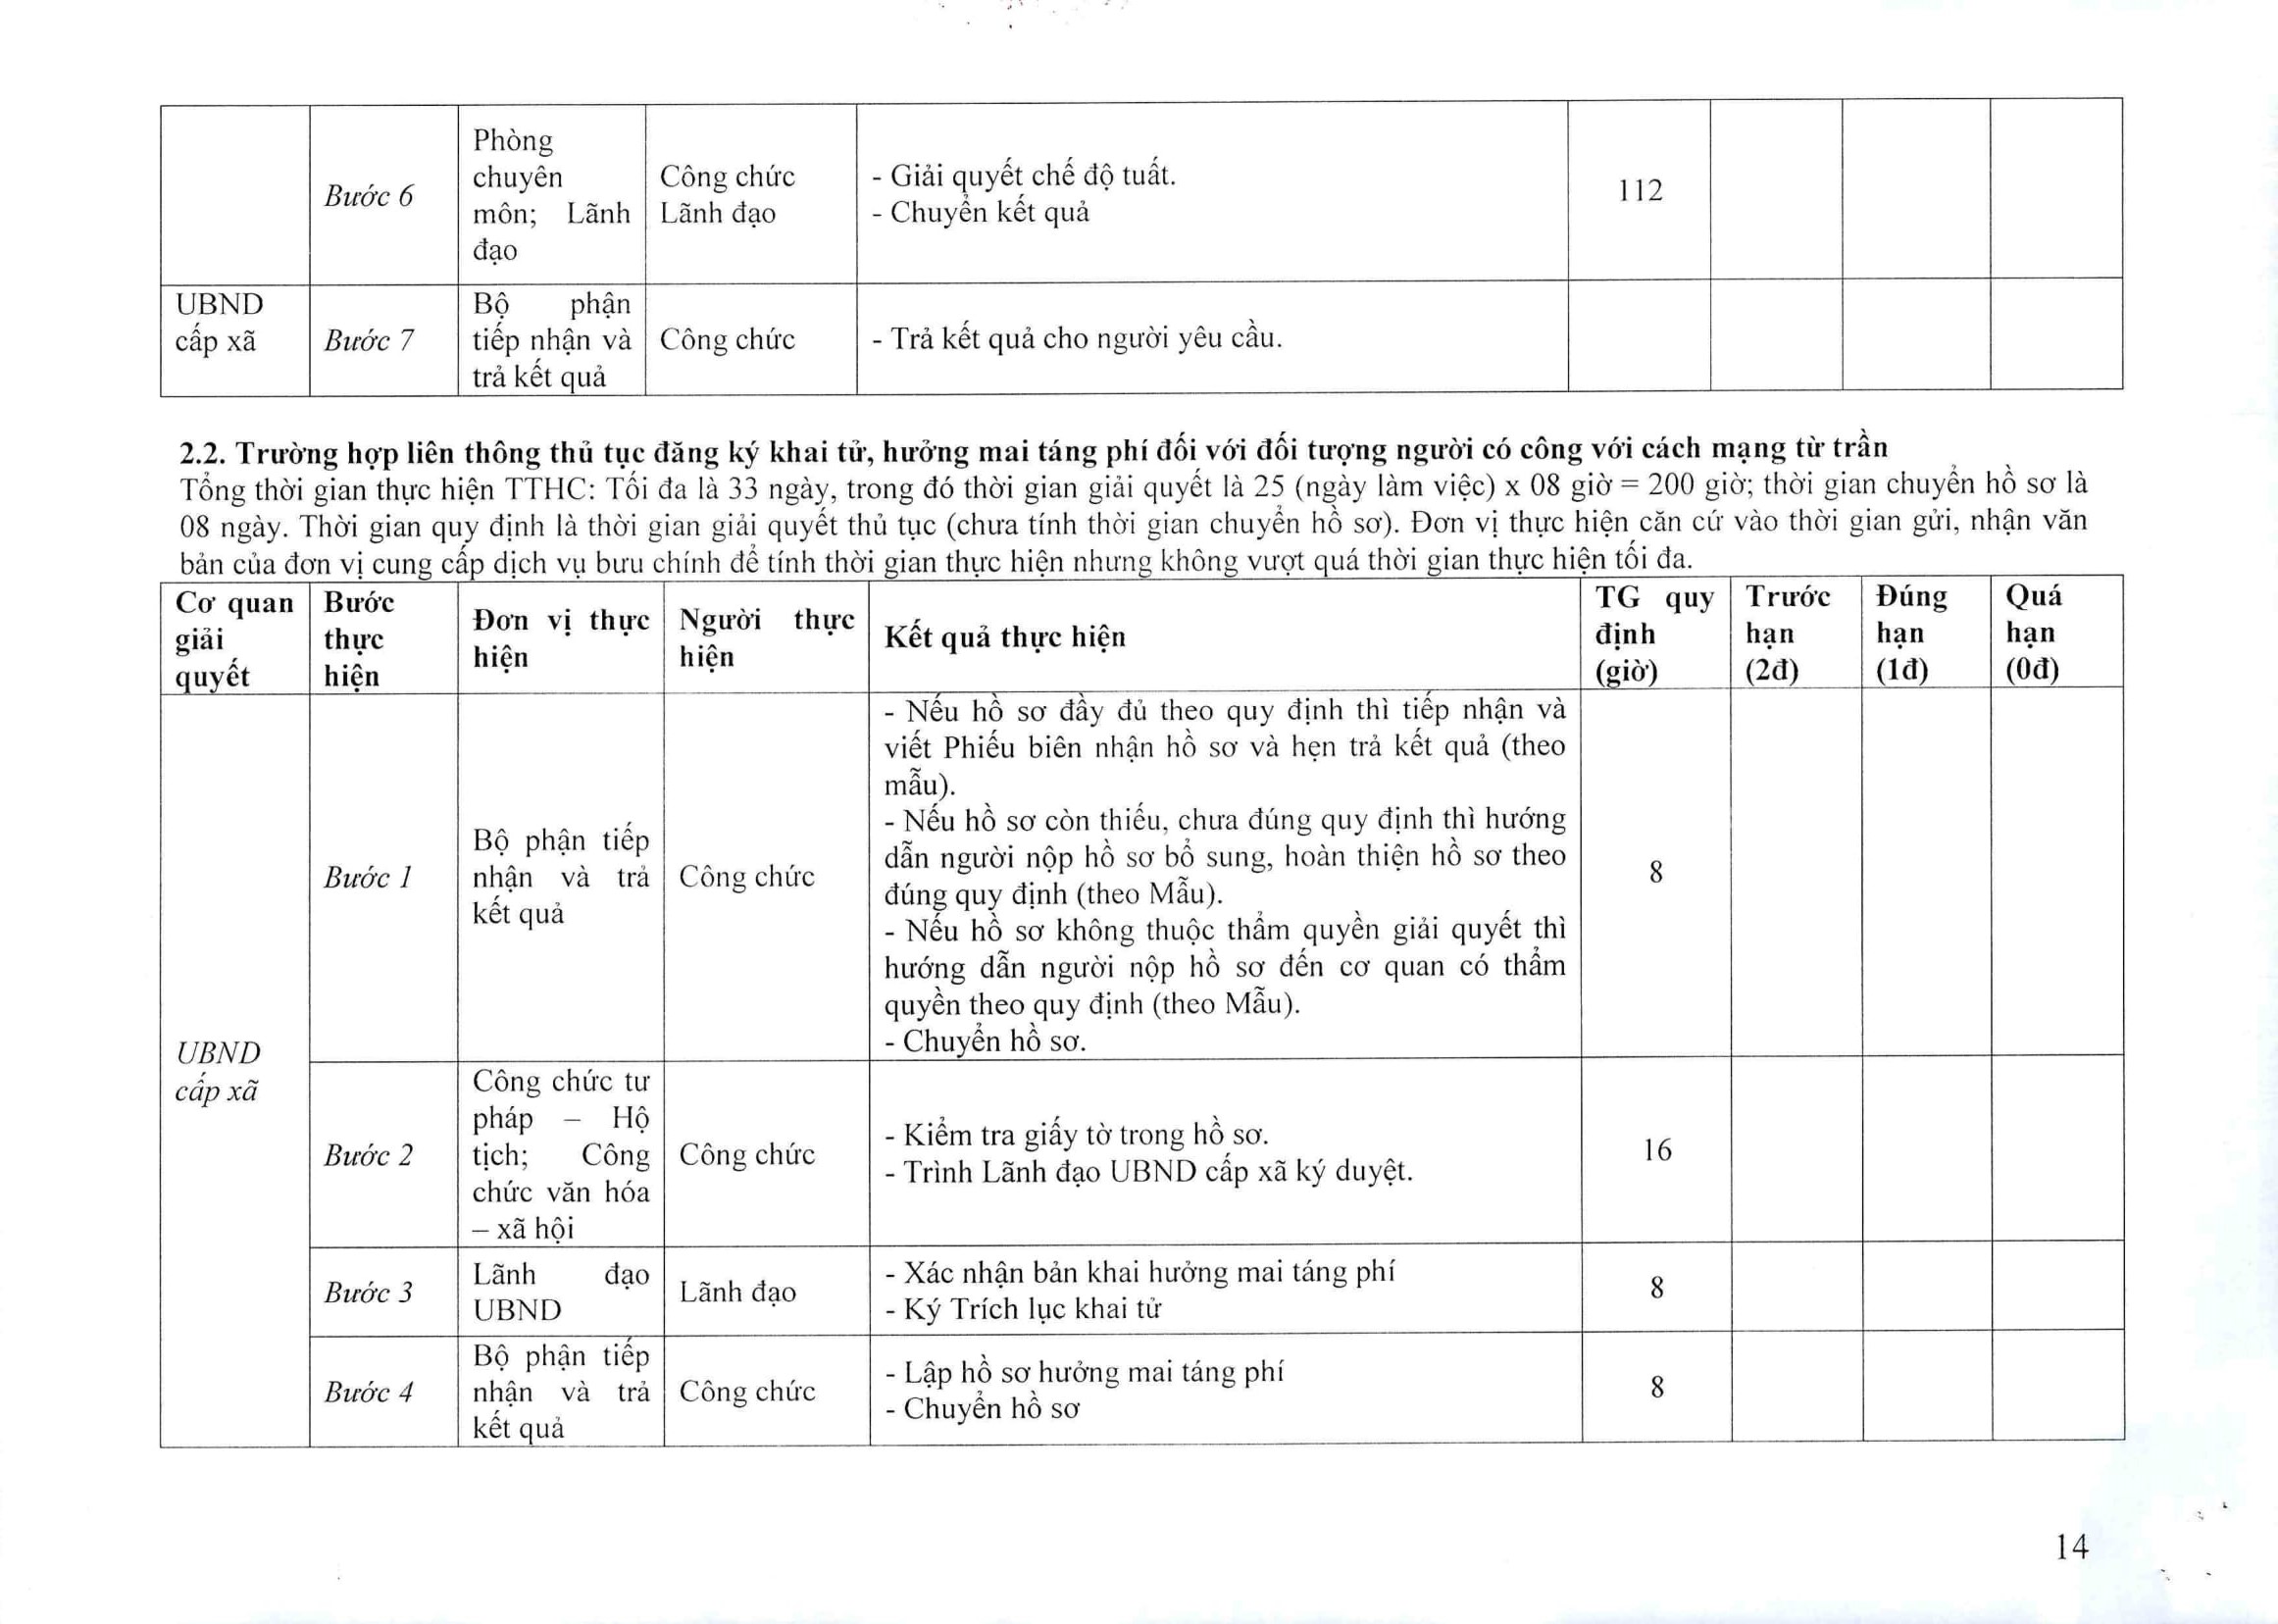 Bước 6
Phòng
chuyên
môn; Lãnh
đạo
Công chức
Lãnh đạo
- Giải quyết chế độ tuất.
- Chuyển kết quả
112
UBND
cấp xã
Bước 7
Bộ phận
tiếp nhận và
trả kết quả
Công chức
- Trả kết quả cho người yêu cầu.
2.2. Trường hợp liên thông thủ tục đăng ký khai tử, hưởng mai táng phí đối với đối tượng người có công với cách mạng từ trần
Tổng thời gian thực hiện TTHC: Tối đa là 33 ngày, trong đó thời gian giải quyết là 25 (ngày làm việc) x 08 giờ = 200 giờ; thời gian chuyển hồ sơ là
08 ngày. Thời gian quy định là thời gian giải quyết thủ tục (chưa tính thời gian chuyển hồ sơ). Đơn vị thực hiện căn cứ vào thời gian gửi, nhận văn
bản của đơn vị cung cấp dịch vụ bưu chính để tính thời gian thực hiện nhưng không vượt quá thời gian thực hiện tối đa.
Cơ quan
giải
quyết
Bước
thực
hiện
Đơn vị thực
hiện
Người thực
hiện
Kết quả thực hiện
TG quy
định
(giờ)
Trước
hạn
(2đ)
Đúng
hạn
(1đ)
Quá
hạn
(0đ)
UBND
cấp xã
Bước 1
Bộ phận tiếp
nhận và trả
kết quả
Công chức
- Nếu hồ sơ đầy đủ theo quy định thì tiếp nhận và
viết Phiếu biên nhận hồ sơ và hẹn trả kết quả (theo
mẫu).
- Nếu hồ sơ còn thiếu, chưa đúng quy định thì hướng
dẫn người nộp hồ sơ bổ sung, hoàn thiện hồ sơ theo
đúng quy định (theo Mẫu).
- Nếu hồ sơ không thuộc thẩm quyền giải quyết thì
hướng dẫn người nộp hồ sơ đến cơ quan có thẩm
quyền theo quy định (theo Mẫu).
- Chuyển hồ sơ.
8
Bước 2
Công chức tư
pháp – Hộ
tịch; Công
chức văn hóa
– xã hội
Công chức
- Kiểm tra giấy tờ trong hồ sơ.
- Trình Lãnh đạo UBND cấp xã ký duyệt.
16
Bước 3
Lãnh đạo
UBND
Lãnh đạo
- Xác nhận bản khai hưởng mai táng phí
- Ký Trích lục khai tử
8
Bước 4
Bộ phận tiếp
nhận và trả
kết quả
Công chức
- Lập hồ sơ hưởng mai táng phí
- Chuyển hồ sơ
8
14